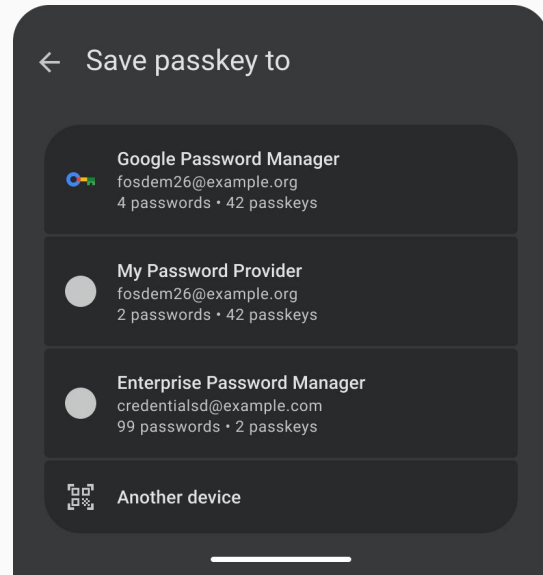 Save passkey to
Google Password Manager
fosdem26@example.org
4 passwords • 42 passkeys
My Password Provider
fosdem26@example.org
2 passwords • 42 passkeys
Enterprise Password Manager
credentialsd@example.com
99 passwords • 2 passkeys
Another device